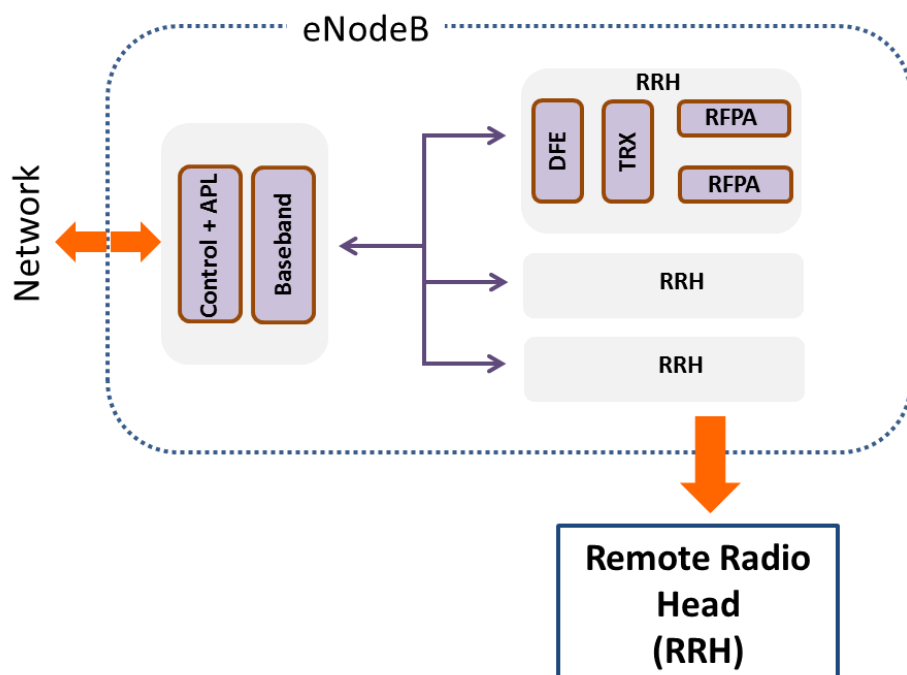 eNodeB
Network
Control + APL
Baseband
RRH
DFE
TRX
RFPA
RFPA
RRH
RRH
Remote Radio
Head
(RRH)